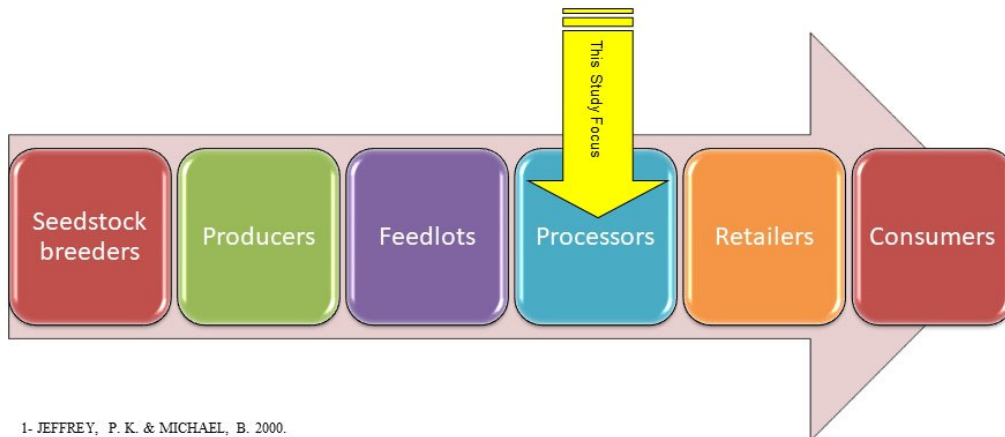 This Study Focus
Seedstock
breeders
Producers
Feedlots
Processors
Retailers
Consumers
1- JEFFREY, P. K. & MICHAEL, B. 2000.